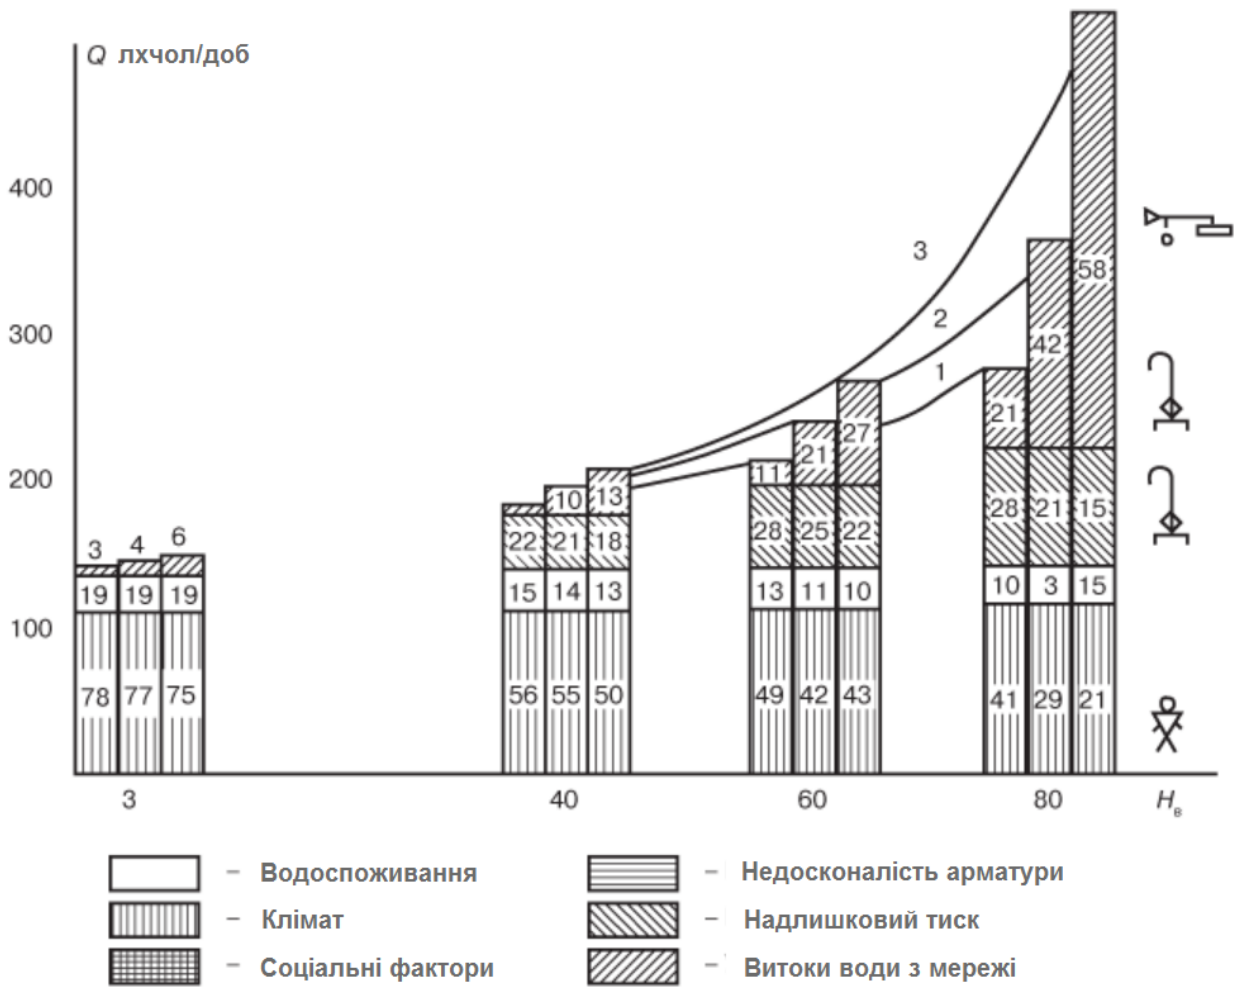 Q лхчол/доб
400
300
200
100
3 4 6
19 19 19
78 77 75
10 13
22 21 18
15 14 13
56 55 50
11 21 27
28 25 22
13 11 10
49 42 43
21 42 58
28 21 15
10 3 15
41 29 21
3
2
1
3 40 60 80 Hв
– Водоспоживання
– Клімат
– Соціальні фактори
– Недосконалість арматури
– Надлишковий тиск
– Витоки води з мережі